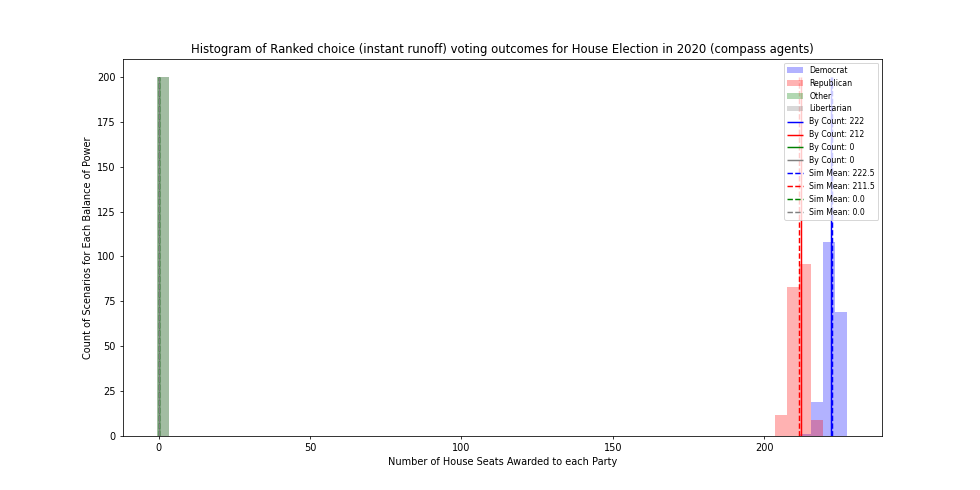 Histogram of Ranked choice (instant runoff) voting outcomes for House Election in 2020 (compass agents)
Count of Scenarios for Each Balance of Power
200
175
150
125
100
75
50
25
0
Democrat
Republican
Other
Libertarian
By Count: 222
By Count: 212
By Count: 0
By Count: 0
Sim Mean: 222.5
Sim Mean: 211.5
Sim Mean: 0.0
Sim Mean: 0.0
0
50
100
150
200
Number of House Seats Awarded to each Party